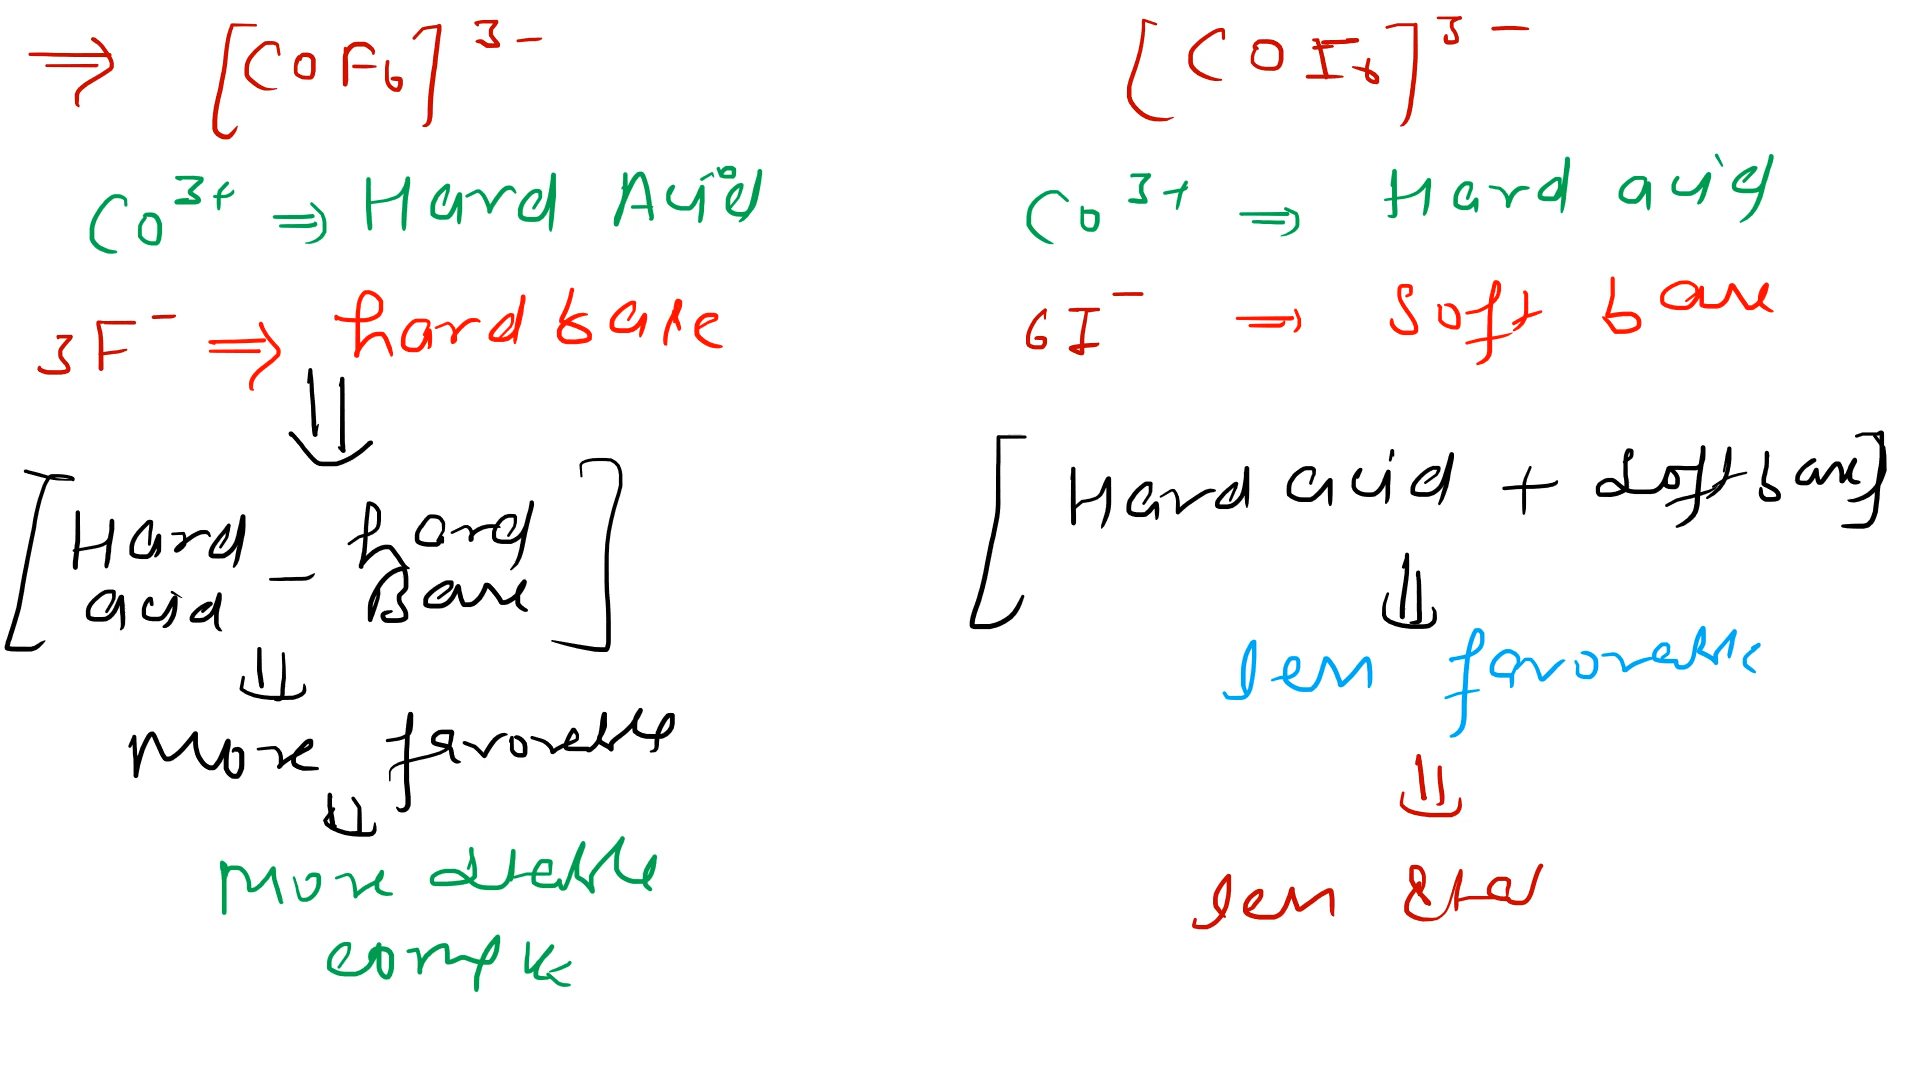 ⇒ [COF6]3-
Co3+ ⇒ Hard Acid
3F- ⇒ hard base
[Hard acid - hard Base]
More favorable
More stable
complex
[COI6]3-
Co3+ ⇒ Hard acid
6I- ⇒ Soft base
[Hard acid + Soft base]
less favorable
less sta